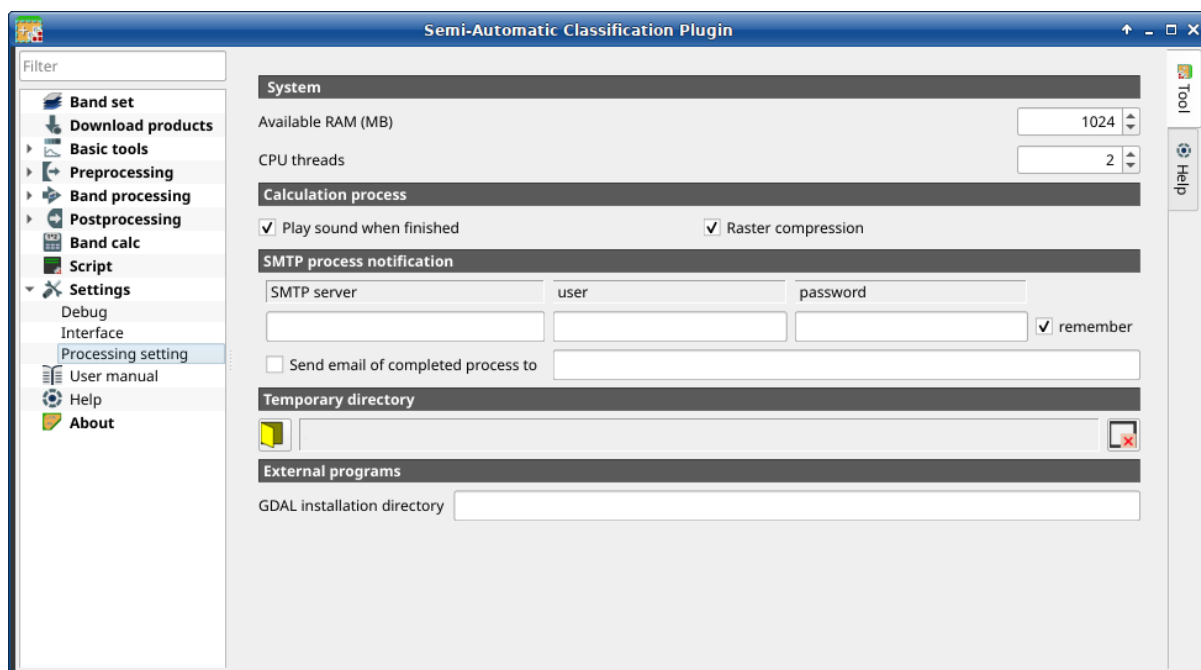 Semi-Automatic Classification Plugin
Filter
Band set
Download products
Basic tools
Preprocessing
Band processing
Postprocessing
Band calc
Script
Settings
Debug
Interface
Processing setting
User manual
Help
About
System
Available RAM (MB) 1024
CPU threads 2
Calculation process
Play sound when finished Raster compression
SMTP process notification
SMTP server user password
remember
Send email of completed process to
Temporary directory
External programs
GDAL installation directory
Tool
Help